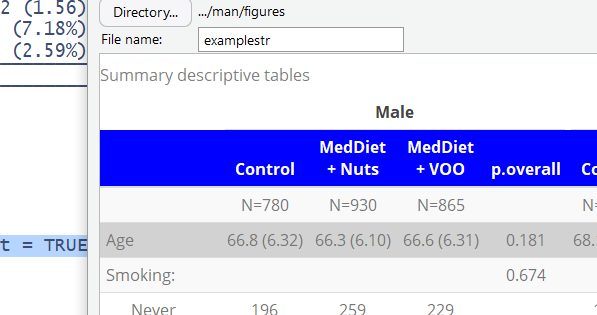 2 (1.56)
(7.18%)
(2.59%)
t = TRUE
Directory... .../man/figures
File name: examplestr
Summary descriptive tables
Male
MedDiet MedDiet
Control + Nuts + VOO p.overall Co
N=780 N=930 N=865 N=
Age 66.8 (6.32) 66.3 (6.10) 66.6 (6.31) 0.181 68.
Smoking: 0.674
Never 196 259 229